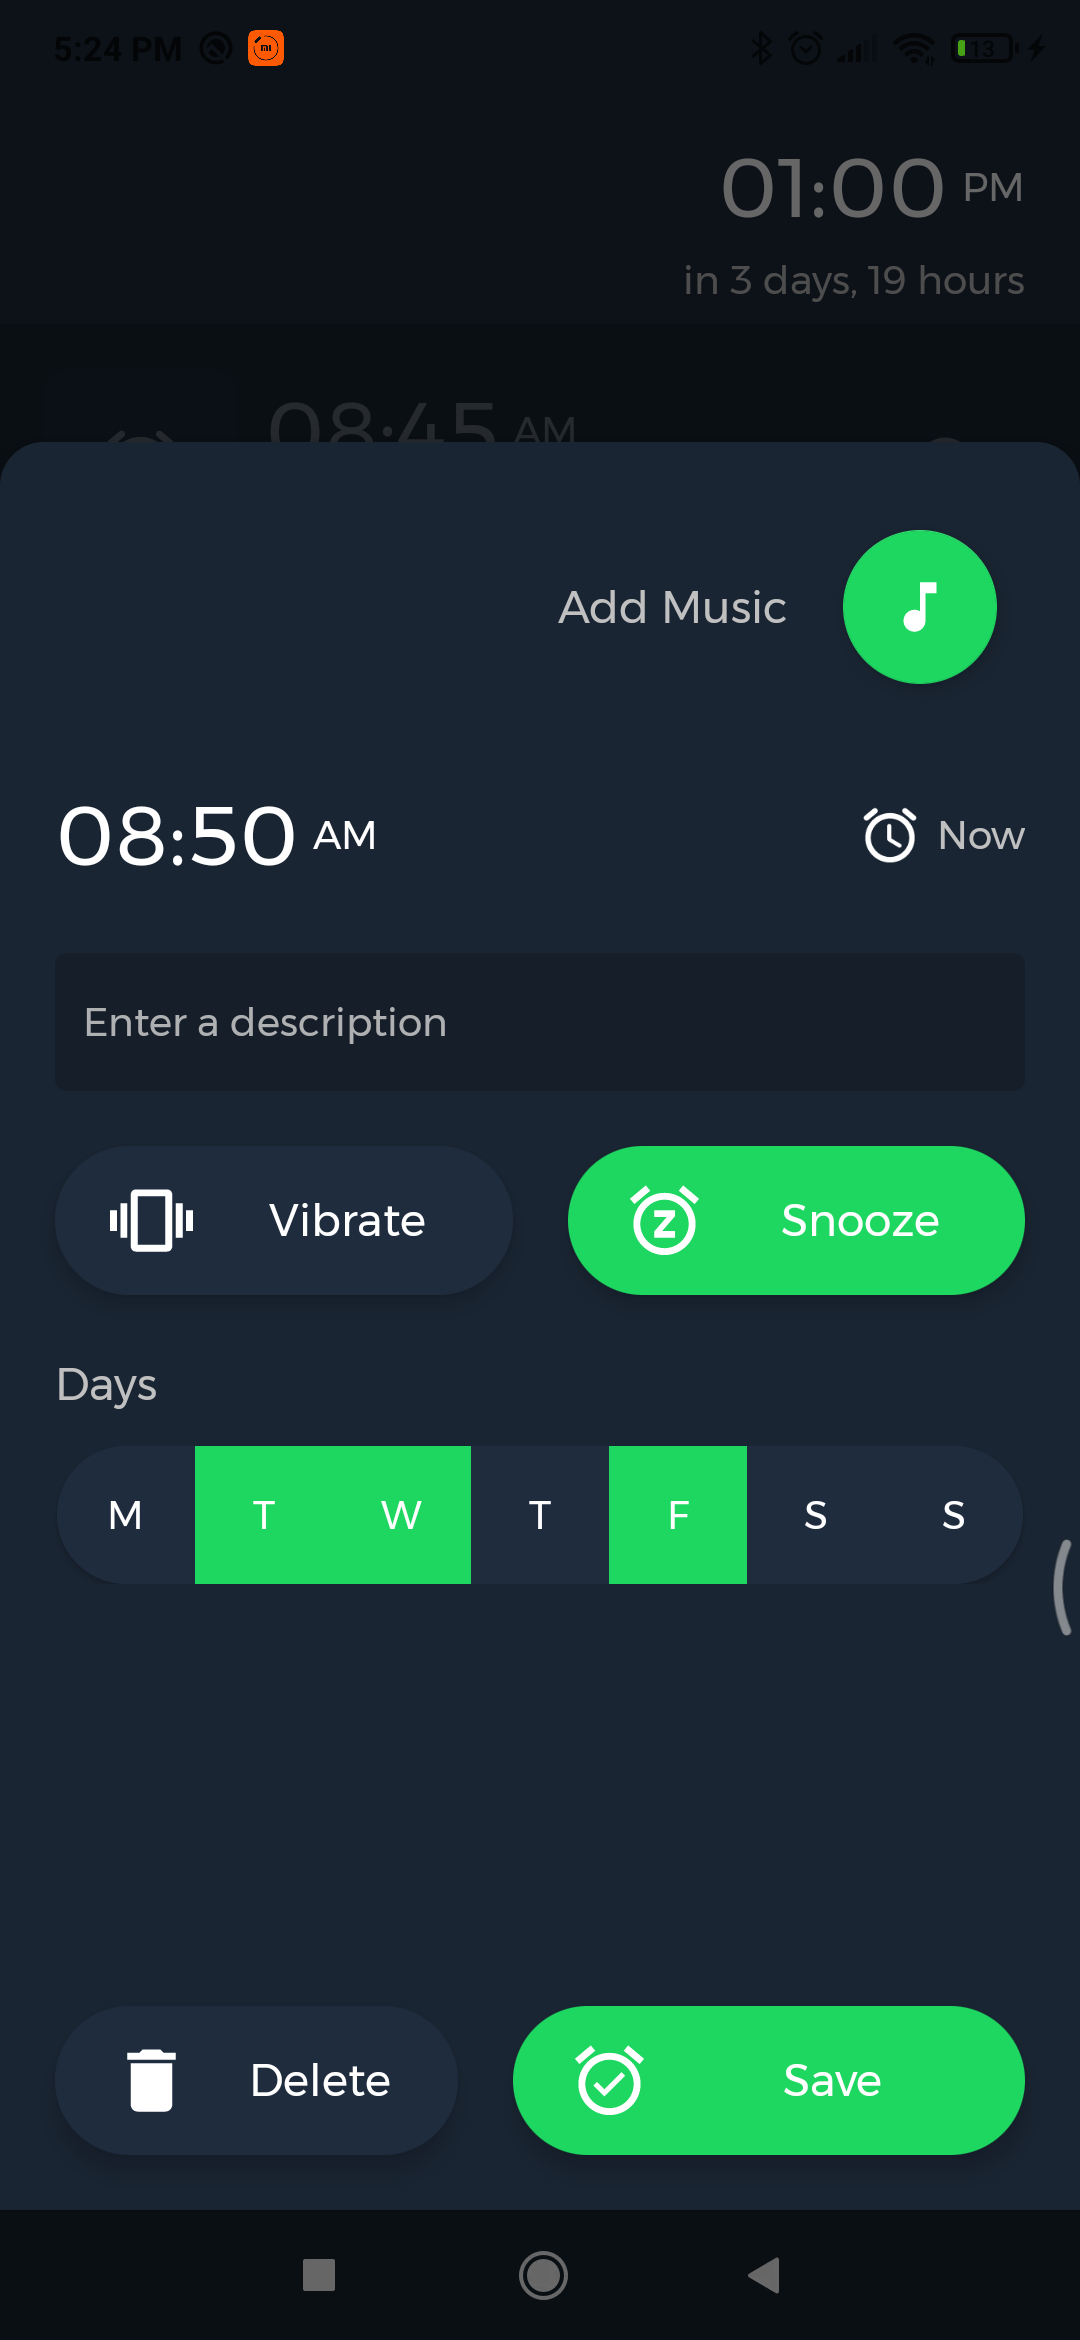 5:24 PM
13
01:00 PM
in 3 days, 19 hours
08:45 AM
Add Music
08:50 AM
Now
Enter a description
Vibrate
Snooze
Days
M T W T F S S
Delete
Save